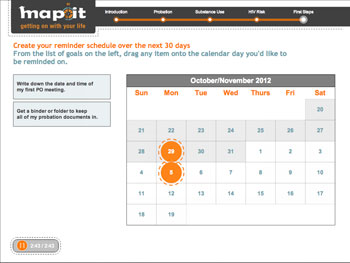 mapit
getting on with your life
Introduction
Probation
Substance Use
HIV Risk
First Steps
Create your reminder schedule over the next 30 days
From the list of goals on the left, drag any item onto the calendar day you'd like to
be reminded on.
Write down the date and time of
my first PO meeting.
Get a binder or folder to keep
all of my probation documents in.
October/November 2012
Sun Mon Tue Wed Thurs Fri Sat
20
21 22 23 24 25 26 27
28 29 30 31 1 2 3
4 5 6 7 8 9 10
11 12 13 14 15 16 17
18 19
2:43 / 2:43